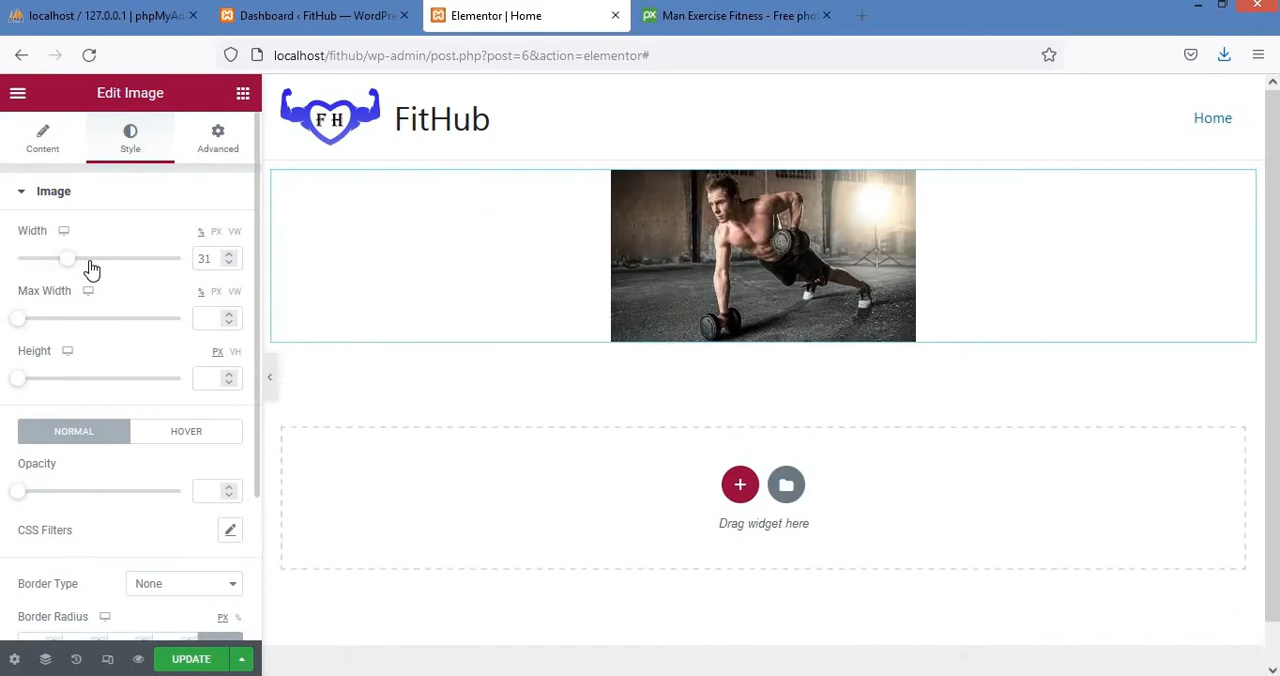 localhost / 127.0.0.1 | phpMyAd
Dashboard ‹ FitHub — WordPre
Elementor | Home
Man Exercise Fitness - Free phot
localhost/fithub/wp-admin/post.php?post=6&action=elementor#
Edit Image
Content
Style
Advanced
F H
FitHub
Home
Image
Width
% PX VW
31
Max Width
% PX VW
Height
PX VH
NORMAL
HOVER
Opacity
CSS Filters
Drag widget here
Border Type
None
Border Radius
PX %
UPDATE